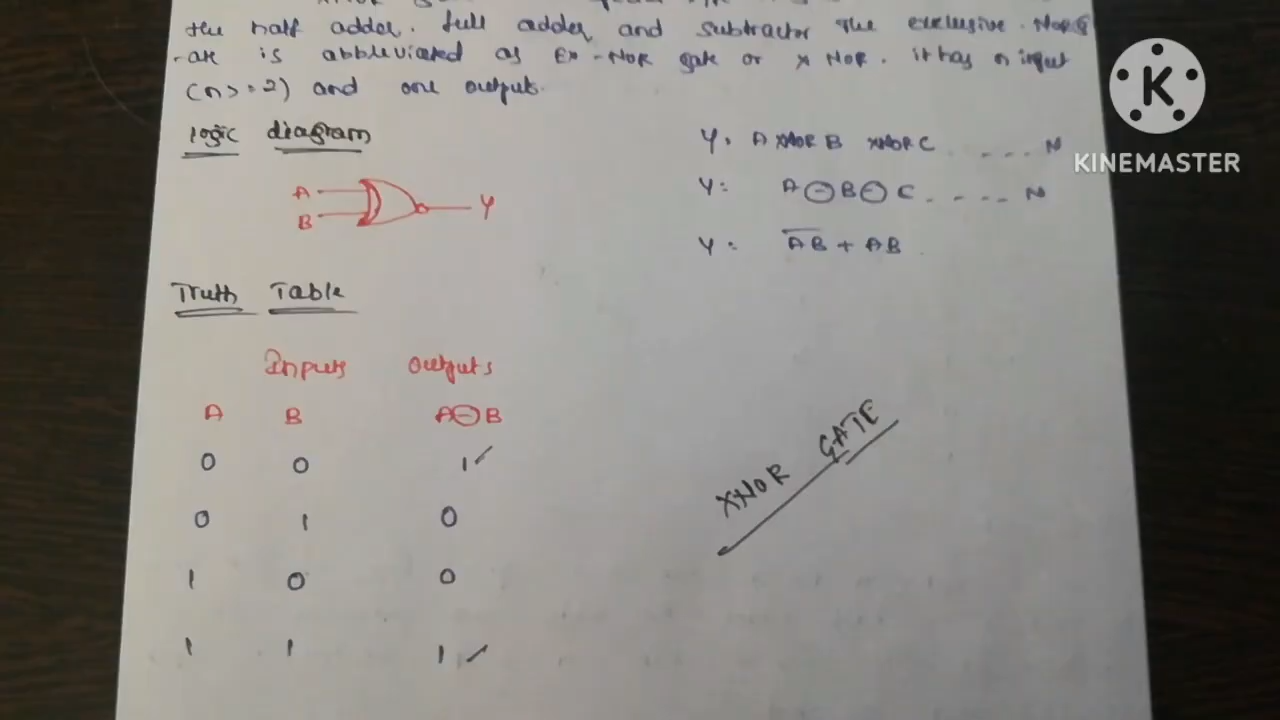 the half adder. full adder and subtractor The exclusive. NORG
ate is abbleviated as Ex-NOR gate or X NOR. it has n input
(n>=2) and one output.
logic diagram
A
B
Y
Y= A XNOR B XNOR C .... N
Y= A ⊖ B ⊖ C . - - - . N
Y= A̅B̅ + AB
K
KINEMASTER
Truth Table
Inputs Outputs
A B A⊖B
0 0 1✓
0 1 0
1 0 0
1 1 1✓
XNOR GATE